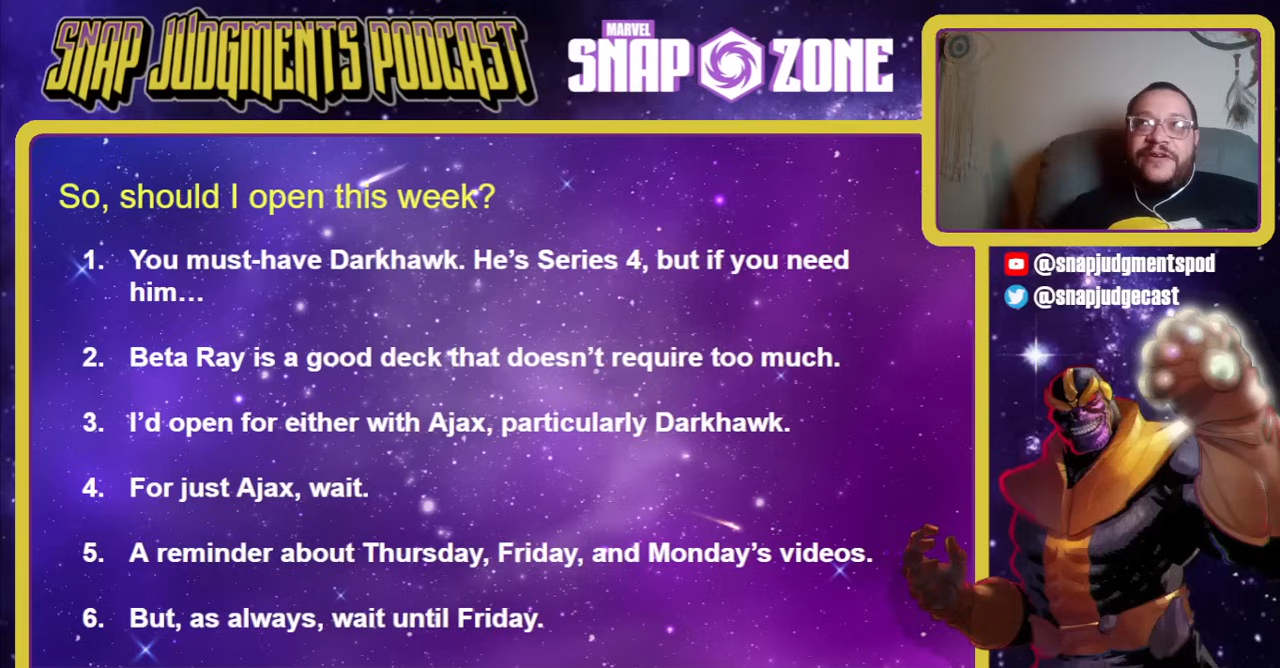 SNAP JUDGMENTS PODCAST
MARVEL
SNAP ZONE
So, should I open this week?
1. You must-have Darkhawk. He’s Series 4, but if you need
him…
2. Beta Ray is a good deck that doesn’t require too much.
3. I’d open for either with Ajax, particularly Darkhawk.
4. For just Ajax, wait.
5. A reminder about Thursday, Friday, and Monday’s videos.
6. But, as always, wait until Friday.
@snapjudgmentspod
@snapjudgecast